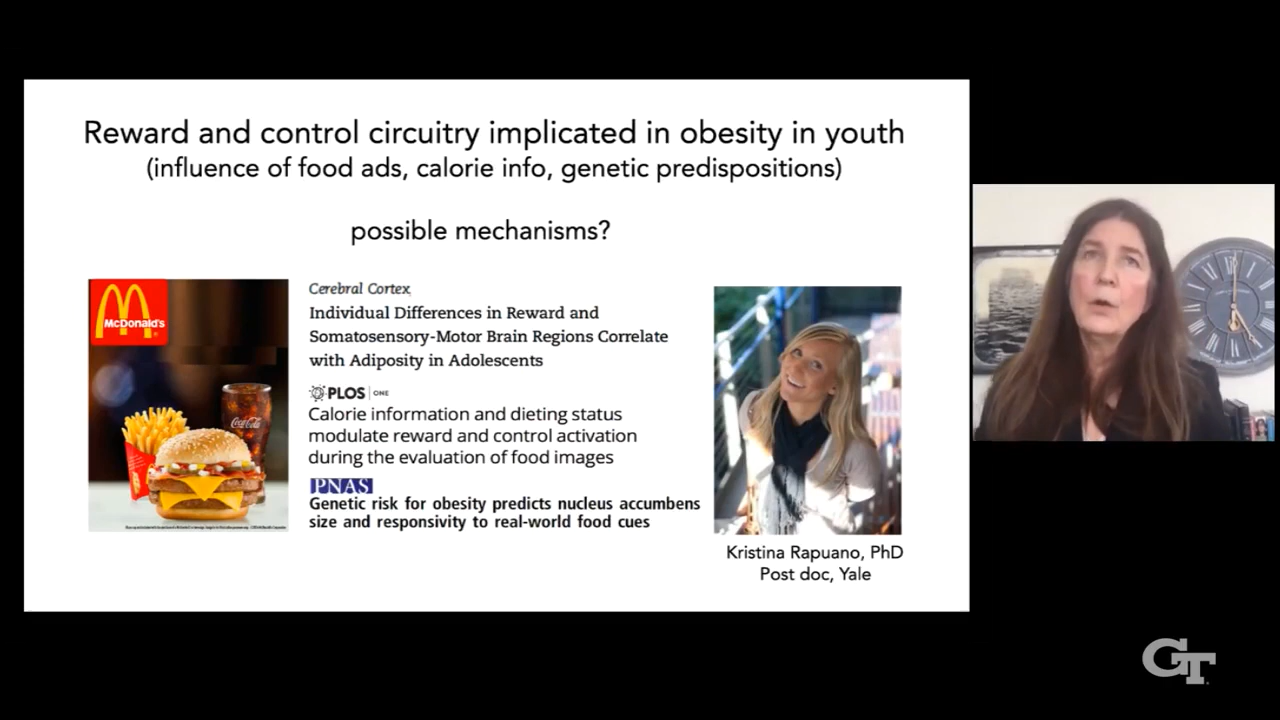 Reward and control circuitry implicated in obesity in youth
(influence of food ads, calorie info, genetic predispositions)
possible mechanisms?
McDonald's
Coca-Cola
Cerebral Cortex
Individual Differences in Reward and
Somatosensory-Motor Brain Regions Correlate
with Adiposity in Adolescents
PLOS ONE
Calorie information and dieting status
modulate reward and control activation
during the evaluation of food images
PNAS
Genetic risk for obesity predicts nucleus accumbens
size and responsivity to real-world food cues
Kristina Rapuano, PhD
Post doc, Yale
GT